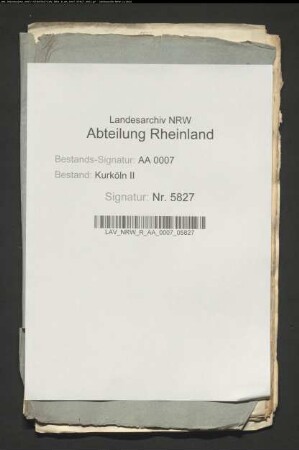 Landesarchiv NRW
Abteilung Rheinland
Bestands-Signatur: AA 0007
Bestand: Kurköln II
Signatur: Nr. 5827
LAV_NRW_R_AA_0007_05827